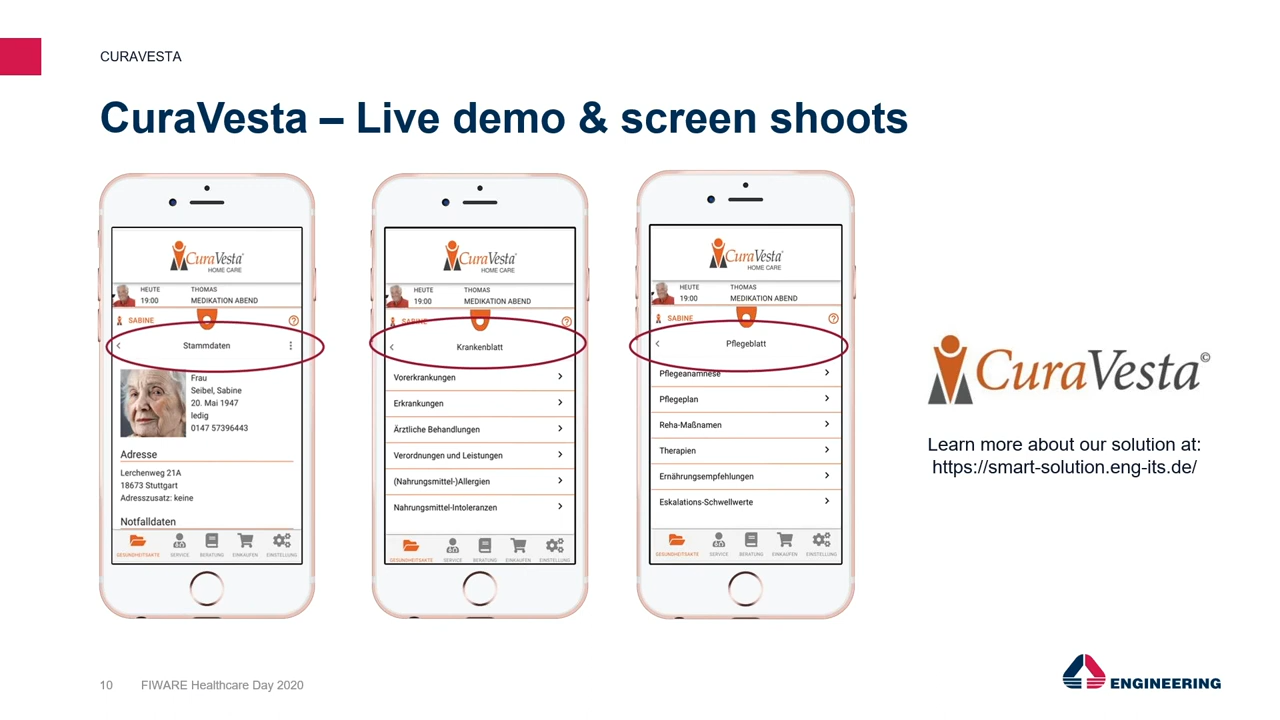 CURAVESTA
CuraVesta – Live demo & screen shoots
CuraVesta®
HOME CARE
HEUTE THOMAS
19:00 MEDIKATION ABEND
SABINE
Stammdaten
Frau
Seibel, Sabine
20. Mai 1947
ledig
0147 57396443
Adresse
Lerchenweg 21A
18673 Stuttgart
Adresszusatz: keine
Notfalldaten
GESUNDHEITSAKTE SERVICE BERATUNG EINKAUFEN EINSTELLUNG
CuraVesta®
HOME CARE
HEUTE THOMAS
19:00 MEDIKATION ABEND
SABINE
Krankenblatt
Vorerkrankungen
Erkrankungen
Ärztliche Behandlungen
Verordnungen und Leistungen
(Nahrungsmittel-)Allergien
Nahrungsmittel-Intoleranzen
GESUNDHEITSAKTE SERVICE BERATUNG EINKAUFEN EINSTELLUNG
CuraVesta®
HOME CARE
HEUTE THOMAS
19:00 MEDIKATION ABEND
SABINE
Pflegeblatt
Pflegeanamnese
Pflegeplan
Reha-Maßnamen
Therapien
Ernährungsempfehlungen
Eskalations-Schwellwerte
GESUNDHEITSAKTE SERVICE BERATUNG EINKAUFEN EINSTELLUNG
CuraVesta©
Learn more about our solution at:
https://smart-solution.eng-its.de/
10 FIWARE Healthcare Day 2020
ENGINEERING